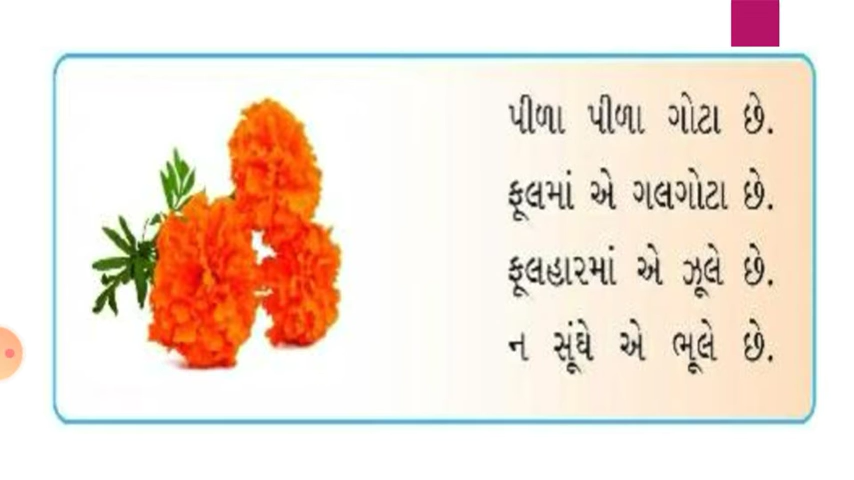 પીળા પીળા ગોટા છે.
ફૂલમાં એ ગલગોટા છે.
ફૂલહારમાં એ ઝૂલે છે.
ન સૂંઘે એ ભૂલે છે.